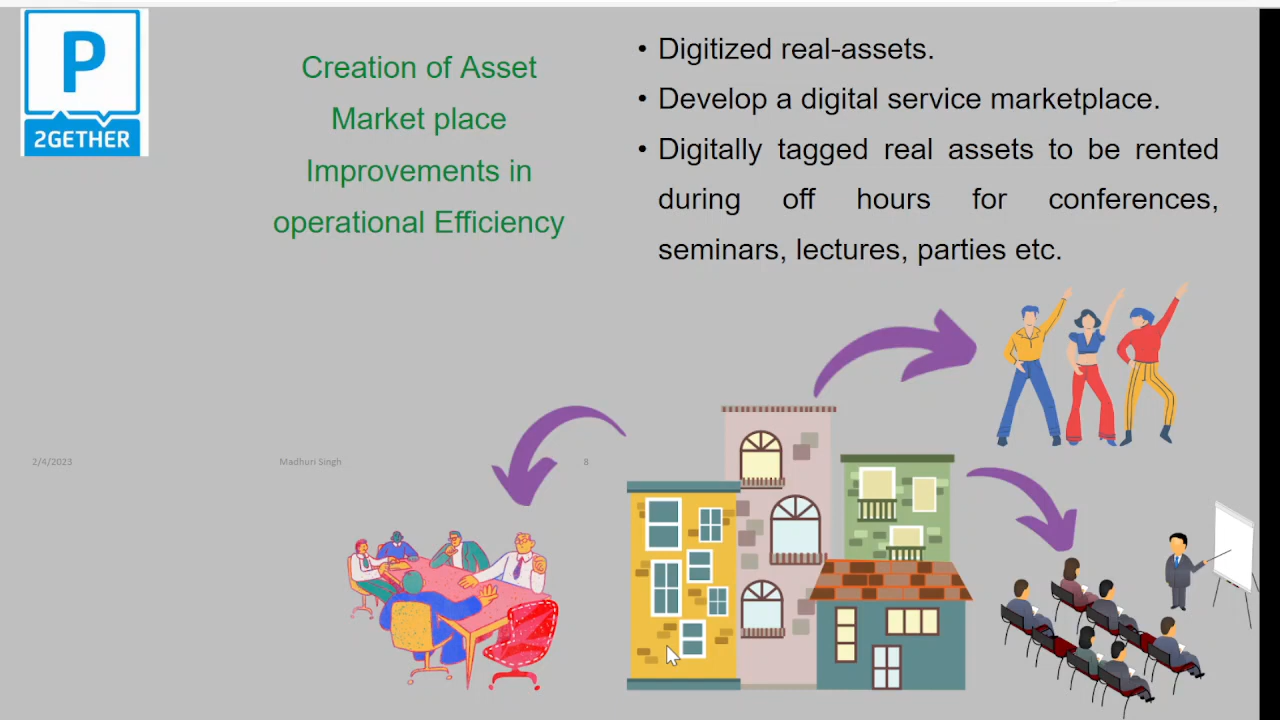 P
2GETHER
Creation of Asset
Market place
Improvements in
operational Efficiency
• Digitized real-assets.
• Develop a digital service marketplace.
• Digitally tagged real assets to be rented
during off hours for conferences,
seminars, lectures, parties etc.
2/4/2023
Madhuri Singh
8